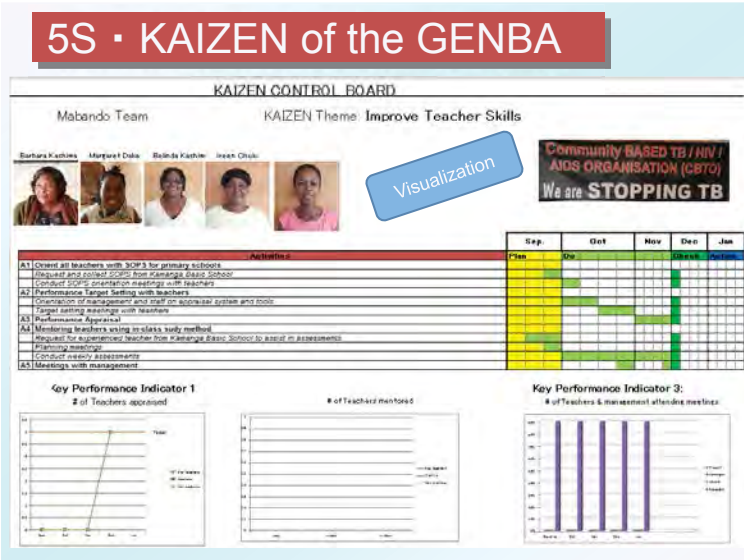 5S・KAIZEN of the GENBA
KAIZEN CONTROL BOARD
Mabando Team
KAIZEN Theme Improve Teacher Skills
Barbara Kashima Margaret Daka Belinda Kashim
Visualization
Community BASED TB / HIV /
AIDS ORGANISATION (CBTO)
We are STOPPING TB
Sep. Oct Nov Dec Jan
Activities Plan Do Check Action
A1 Orient all teachers with SOPS for primary schools
Request and collect SOPS from Kamanga Basic School
Conduct SOPS orientation meetings with teachers
A2 Performance Target Setting with teachers
Orientation of management and staff on appraisal system and tools
Target setting meetings with teachers
A3 Performance Appraisal
A4 Mentoring teachers using in-class sudy method
Request for experienced teacher from Kamanga Basic School to assist in assessments
Planning meetings
Conduct weekly assessments
A5 Meetings with management
Key Performance Indicator 1
# of Teachers appraised
# of Teachers mentored
Key Performance Indicator 3:
# of Teachers & management attending meetings